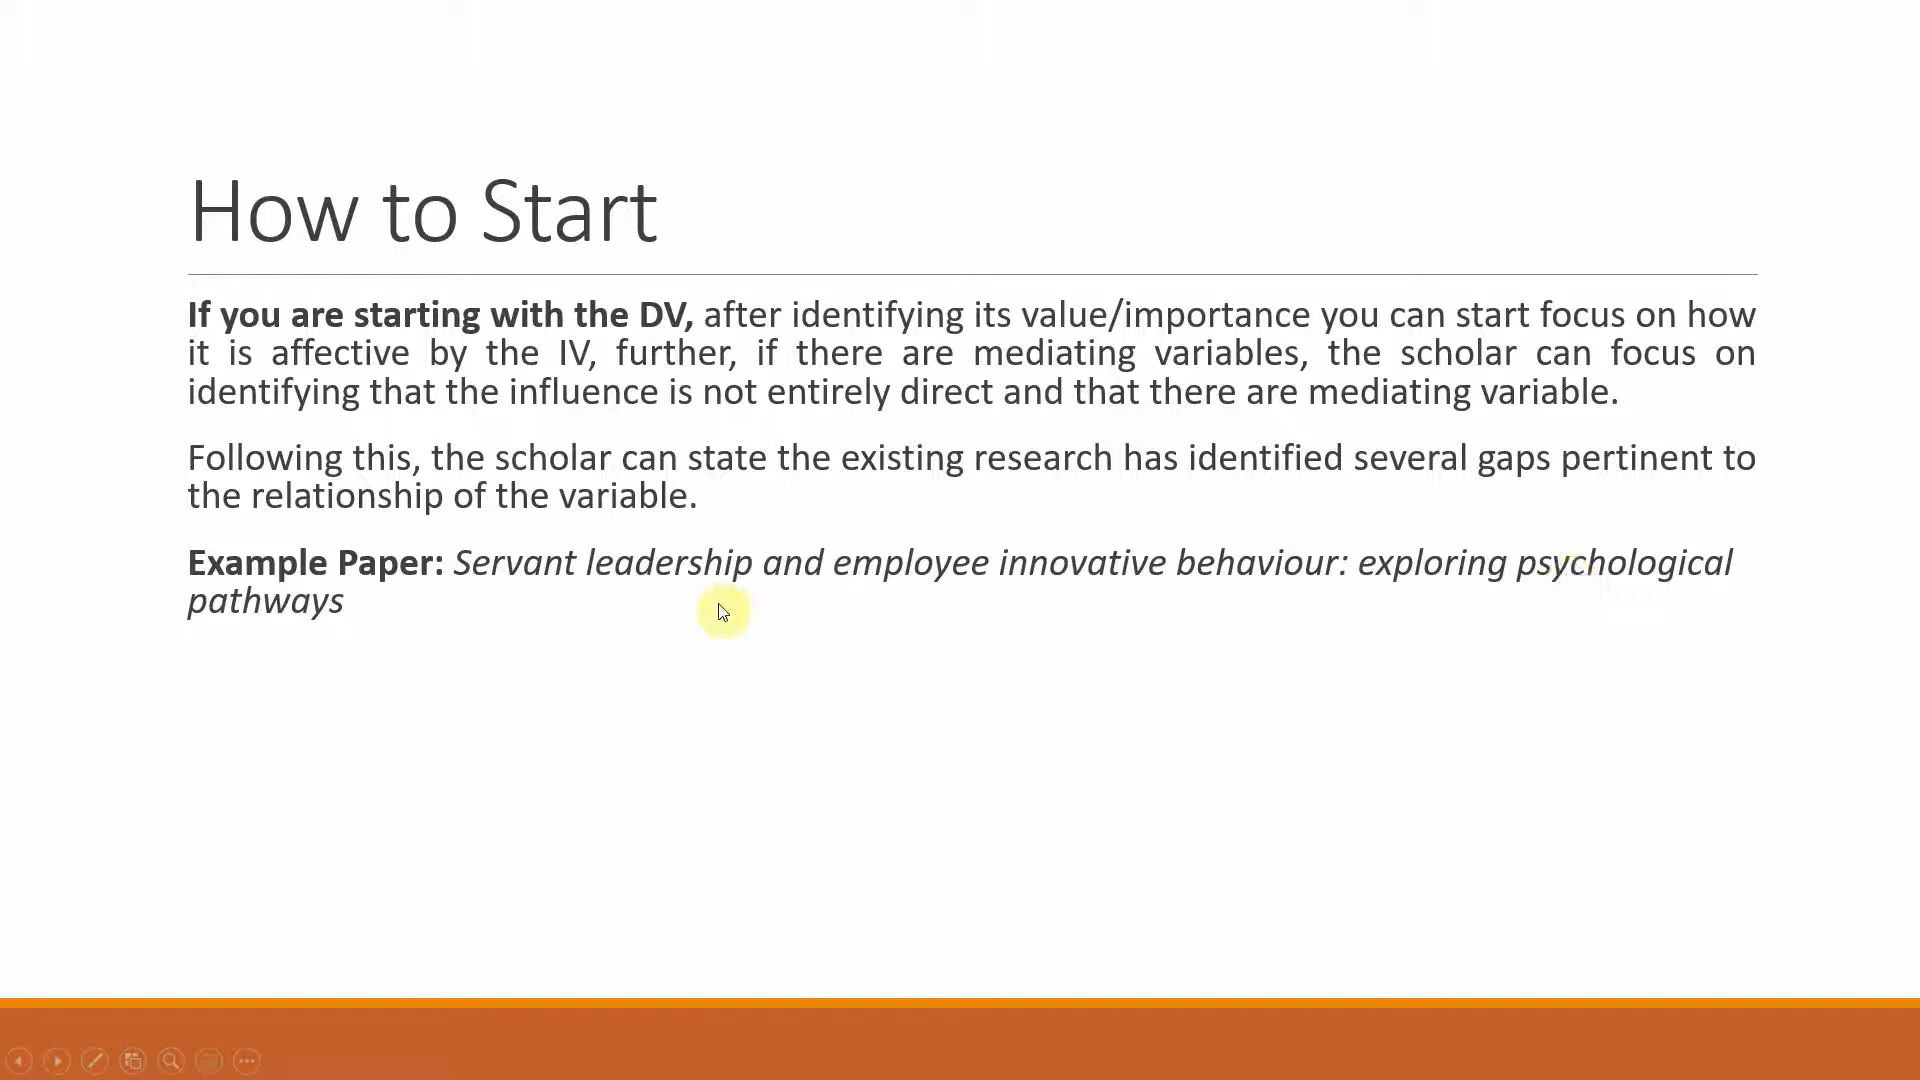 How to Start
If you are starting with the DV, after identifying its value/importance you can start focus on how
it is affective by the IV, further, if there are mediating variables, the scholar can focus on
identifying that the influence is not entirely direct and that there are mediating variable.
Following this, the scholar can state the existing research has identified several gaps pertinent to
the relationship of the variable.
Example Paper: Servant leadership and employee innovative behaviour: exploring psychological
pathways